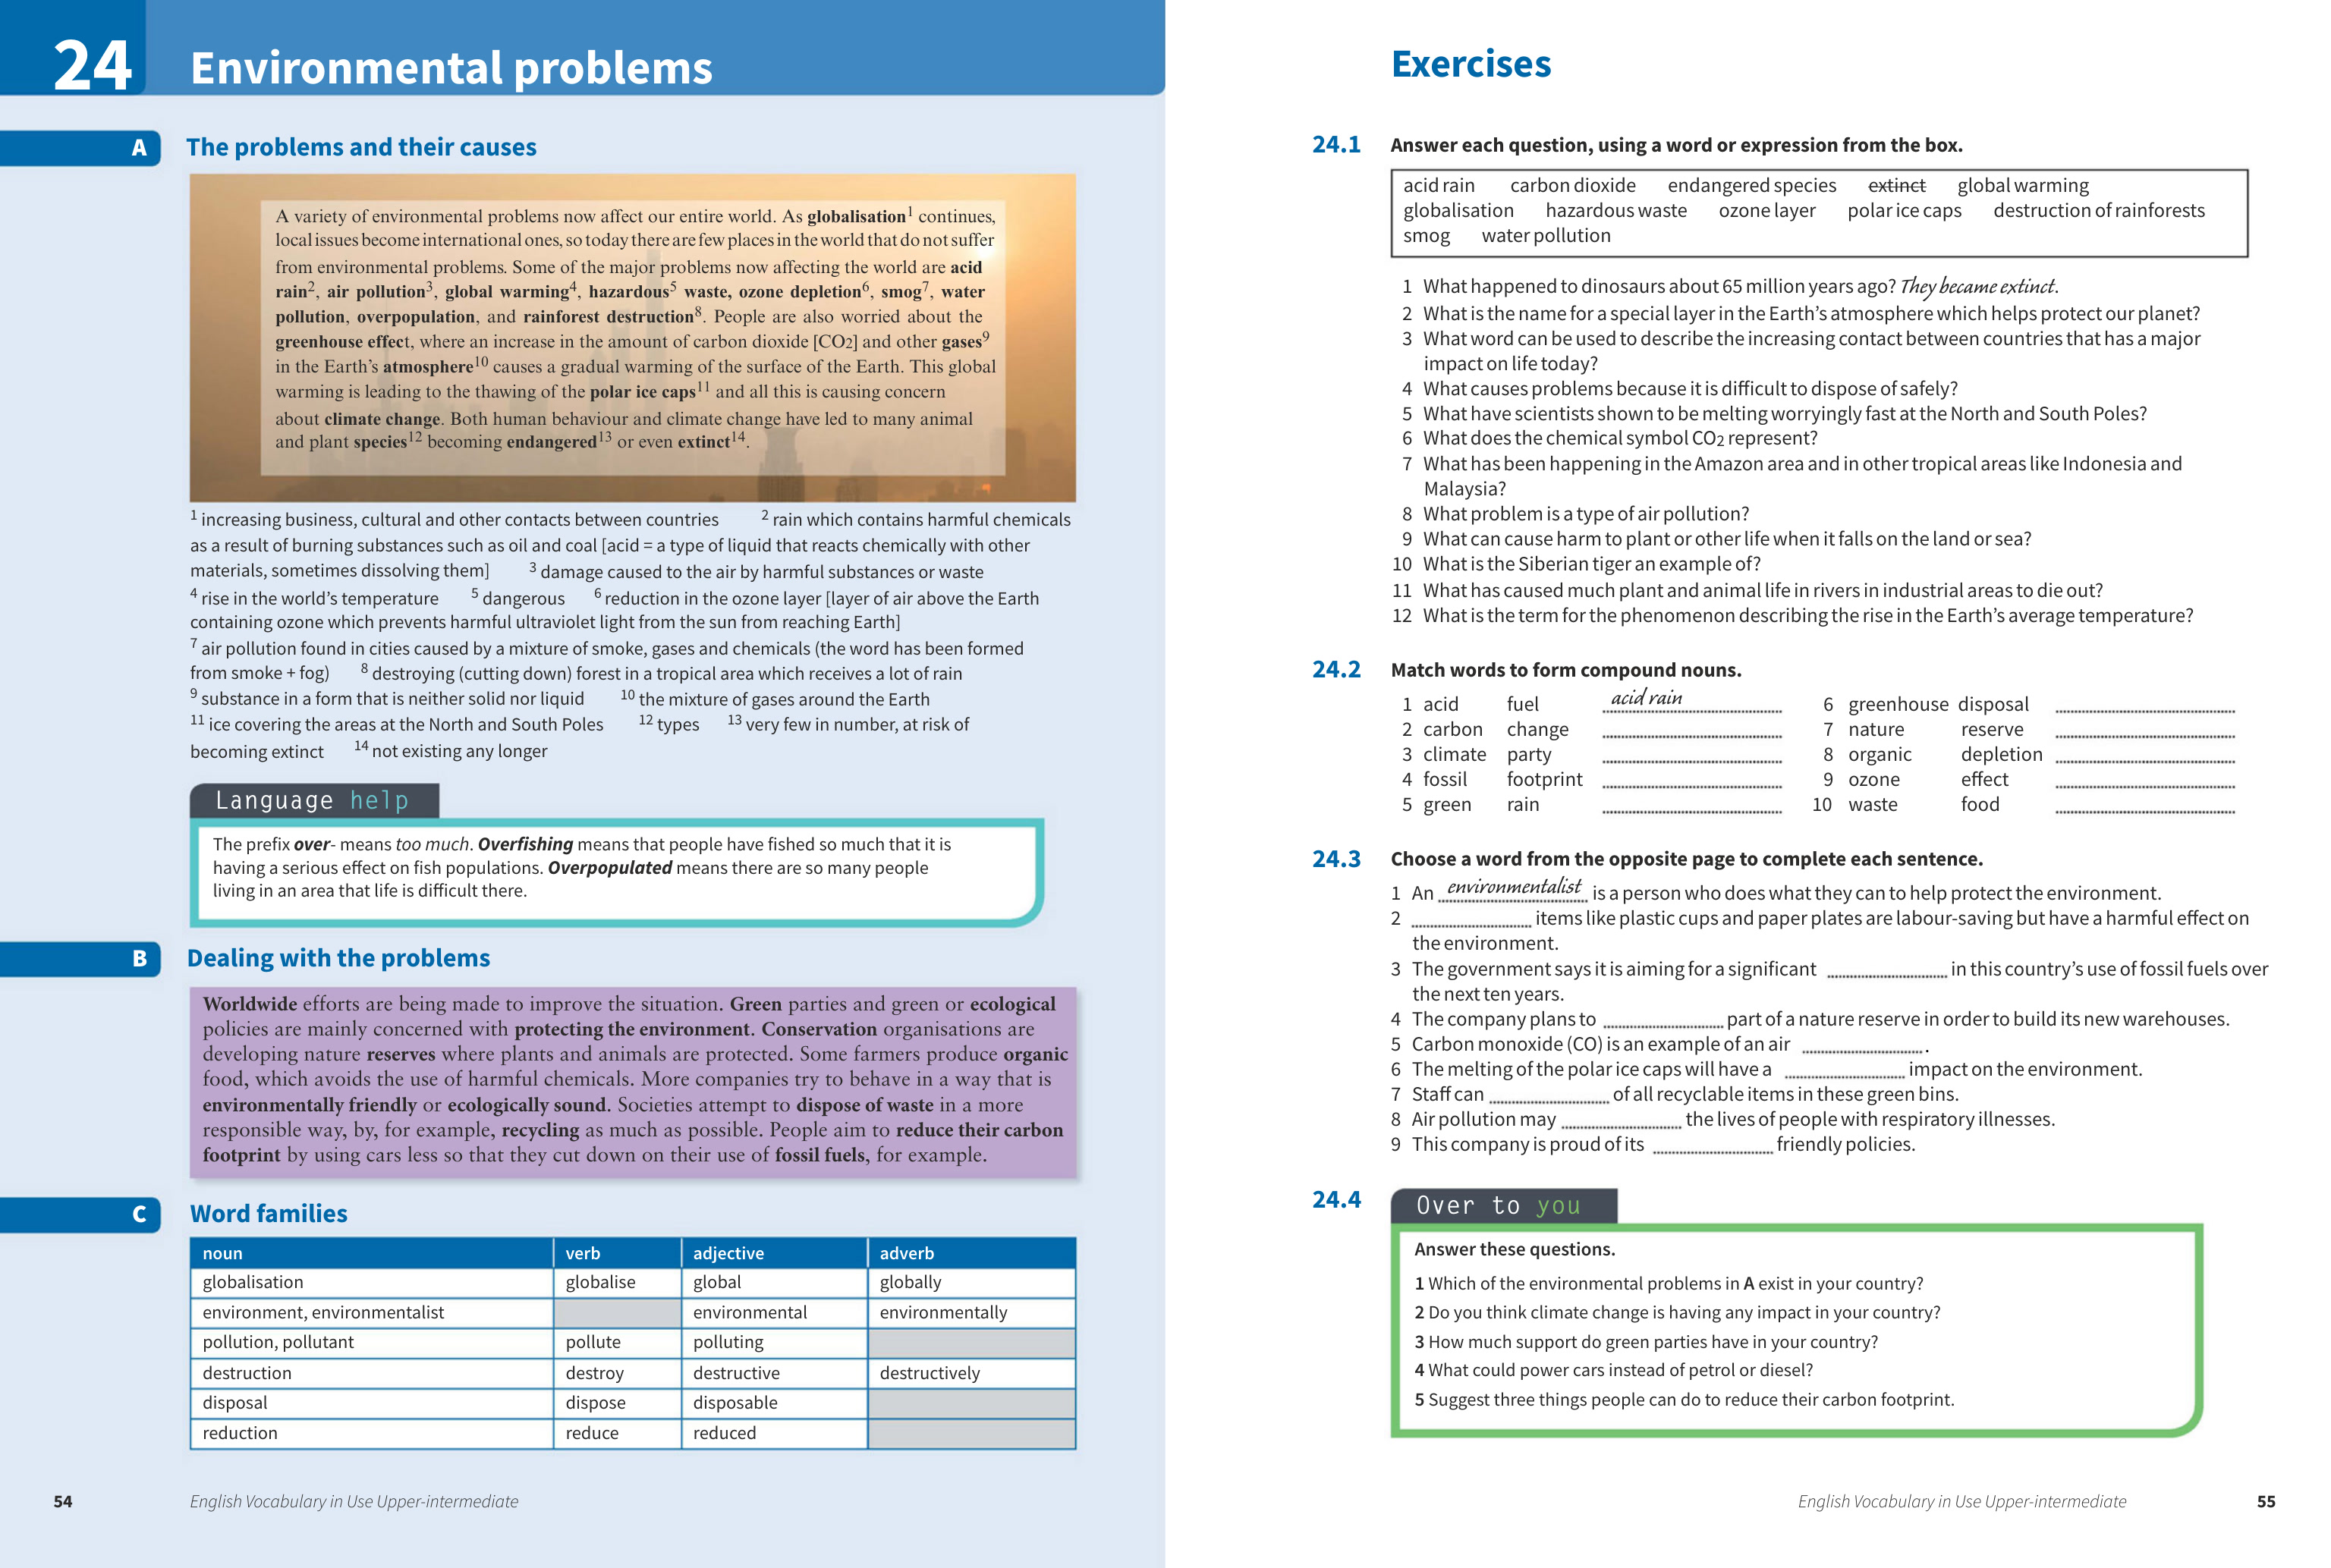 24
Environmental problems
A
The problems and their causes
A variety of environmental problems now affect our entire world. As globalisation1 continues,
local issues become international ones, so today there are few places in the world that do not suffer
from environmental problems. Some of the major problems now affecting the world are acid
rain2, air pollution3, global warming4, hazardous5 waste, ozone depletion6, smog7, water
pollution, overpopulation, and rainforest destruction8. People are also worried about the
greenhouse effect, where an increase in the amount of carbon dioxide [CO2] and other gases9
in the Earth's atmosphere10 causes a gradual warming of the surface of the Earth. This global
warming is leading to the thawing of the polar ice caps11 and all this is causing concern
about climate change. Both human behaviour and climate change have led to many animal
and plant species12 becoming endangered13 or even extinct14.
1 increasing business, cultural and other contacts between countries 2 rain which contains harmful chemicals
as a result of burning substances such as oil and coal [acid = a type of liquid that reacts chemically with other
materials, sometimes dissolving them] 3 damage caused to the air by harmful substances or waste
4 rise in the world's temperature 5 dangerous 6 reduction in the ozone layer [layer of air above the Earth
containing ozone which prevents harmful ultraviolet light from the sun from reaching Earth]
7 air pollution found in cities caused by a mixture of smoke, gases and chemicals (the word has been formed
from smoke + fog) 8 destroying (cutting down) forest in a tropical area which receives a lot of rain
9 substance in a form that is neither solid nor liquid 10 the mixture of gases around the Earth
11 ice covering the areas at the North and South Poles 12 types 13 very few in number, at risk of
becoming extinct 14 not existing any longer
Language help
The prefix over- means too much. Overfishing means that people have fished so much that it is
having a serious effect on fish populations. Overpopulated means there are so many people
living in an area that life is difficult there.
B
Dealing with the problems
Worldwide efforts are being made to improve the situation. Green parties and green or ecological
policies are mainly concerned with protecting the environment. Conservation organisations are
developing nature reserves where plants and animals are protected. Some farmers produce organic
food, which avoids the use of harmful chemicals. More companies try to behave in a way that is
environmentally friendly or ecologically sound. Societies attempt to dispose of waste in a more
responsible way, by, for example, recycling as much as possible. People aim to reduce their carbon
footprint by using cars less so that they cut down on their use of fossil fuels, for example.
C
Word families
noun verb adjective adverb
globalisation globalise global globally
environment, environmentalist environmental environmentally
pollution, pollutant pollute polluting
destruction destroy destructive destructively
disposal dispose disposable
reduction reduce reduced
54 English Vocabulary in Use Upper-intermediate
Exercises
24.1 Answer each question, using a word or expression from the box.
acid rain carbon dioxide endangered species extinct global warming
globalisation hazardous waste ozone layer polar ice caps destruction of rainforests
smog water pollution
1 What happened to dinosaurs about 65 million years ago? They became extinct.
2 What is the name for a special layer in the Earth's atmosphere which helps protect our planet?
3 What word can be used to describe the increasing contact between countries that has a major
impact on life today?
4 What causes problems because it is difficult to dispose of safely?
5 What have scientists shown to be melting worryingly fast at the North and South Poles?
6 What does the chemical symbol CO2 represent?
7 What has been happening in the Amazon area and in other tropical areas like Indonesia and
Malaysia?
8 What problem is a type of air pollution?
9 What can cause harm to plant or other life when it falls on the land or sea?
10 What is the Siberian tiger an example of?
11 What has caused much plant and animal life in rivers in industrial areas to die out?
12 What is the term for the phenomenon describing the rise in the Earth's average temperature?
24.2 Match words to form compound nouns.
1 acid fuel acid rain 6 greenhouse disposal
2 carbon change 7 nature reserve
3 climate party 8 organic depletion
4 fossil footprint 9 ozone effect
5 green rain 10 waste food
24.3 Choose a word from the opposite page to complete each sentence.
1 An environmentalist is a person who does what they can to help protect the environment.
2 .............................. items like plastic cups and paper plates are labour-saving but have a harmful effect on
the environment.
3 The government says it is aiming for a significant .............................. in this country's use of fossil fuels over
the next ten years.
4 The company plans to .............................. part of a nature reserve in order to build its new warehouses.
5 Carbon monoxide (CO) is an example of an air .............................. .
6 The melting of the polar ice caps will have a .............................. impact on the environment.
7 Staff can .............................. of all recyclable items in these green bins.
8 Air pollution may .............................. the lives of people with respiratory illnesses.
9 This company is proud of its .............................. friendly policies.
24.4 Over to you
Answer these questions.
1 Which of the environmental problems in A exist in your country?
2 Do you think climate change is having any impact in your country?
3 How much support do green parties have in your country?
4 What could power cars instead of petrol or diesel?
5 Suggest three things people can do to reduce their carbon footprint.
English Vocabulary in Use Upper-intermediate 55